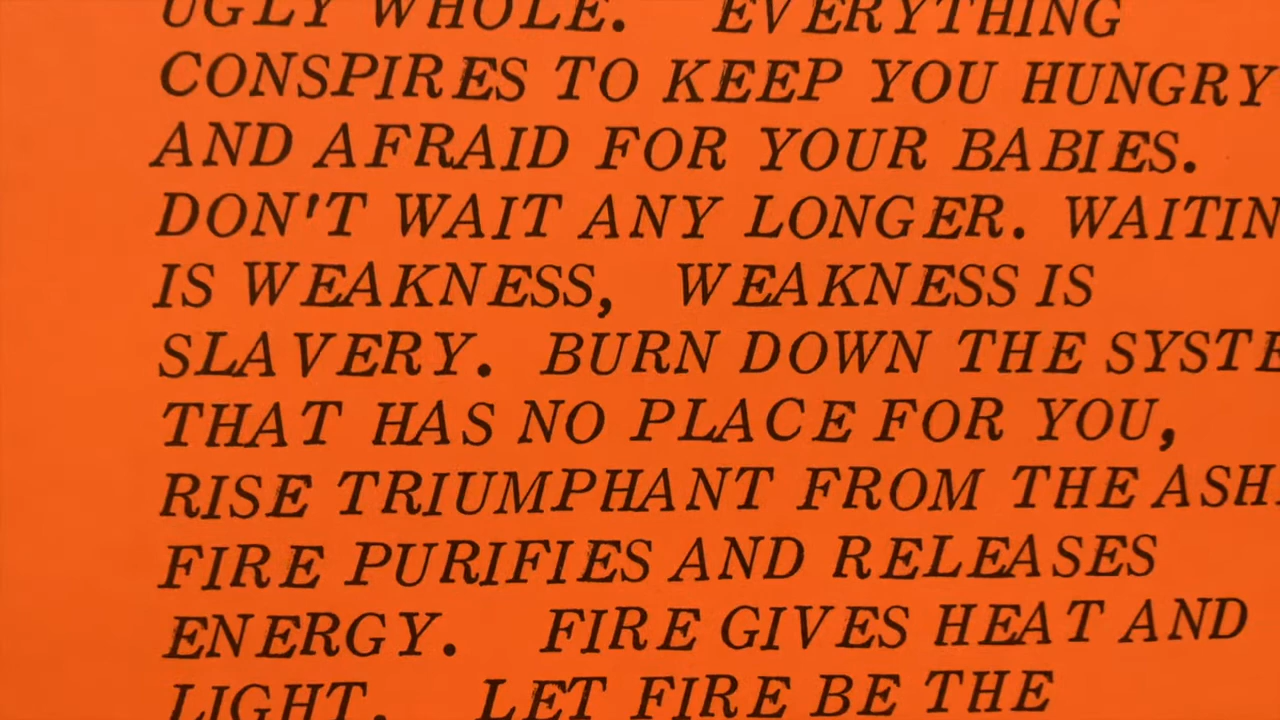 UGLY WHOLE. EVERYTHING
CONSPIRES TO KEEP YOU HUNGRY
AND AFRAID FOR YOUR BABIES.
DON'T WAIT ANY LONGER. WAITIN
IS WEAKNESS, WEAKNESS IS
SLAVERY. BURN DOWN THE SYSTE
THAT HAS NO PLACE FOR YOU,
RISE TRIUMPHANT FROM THE ASH
FIRE PURIFIES AND RELEASES
ENERGY. FIRE GIVES HEAT AND
LIGHT. LET FIRE BE THE